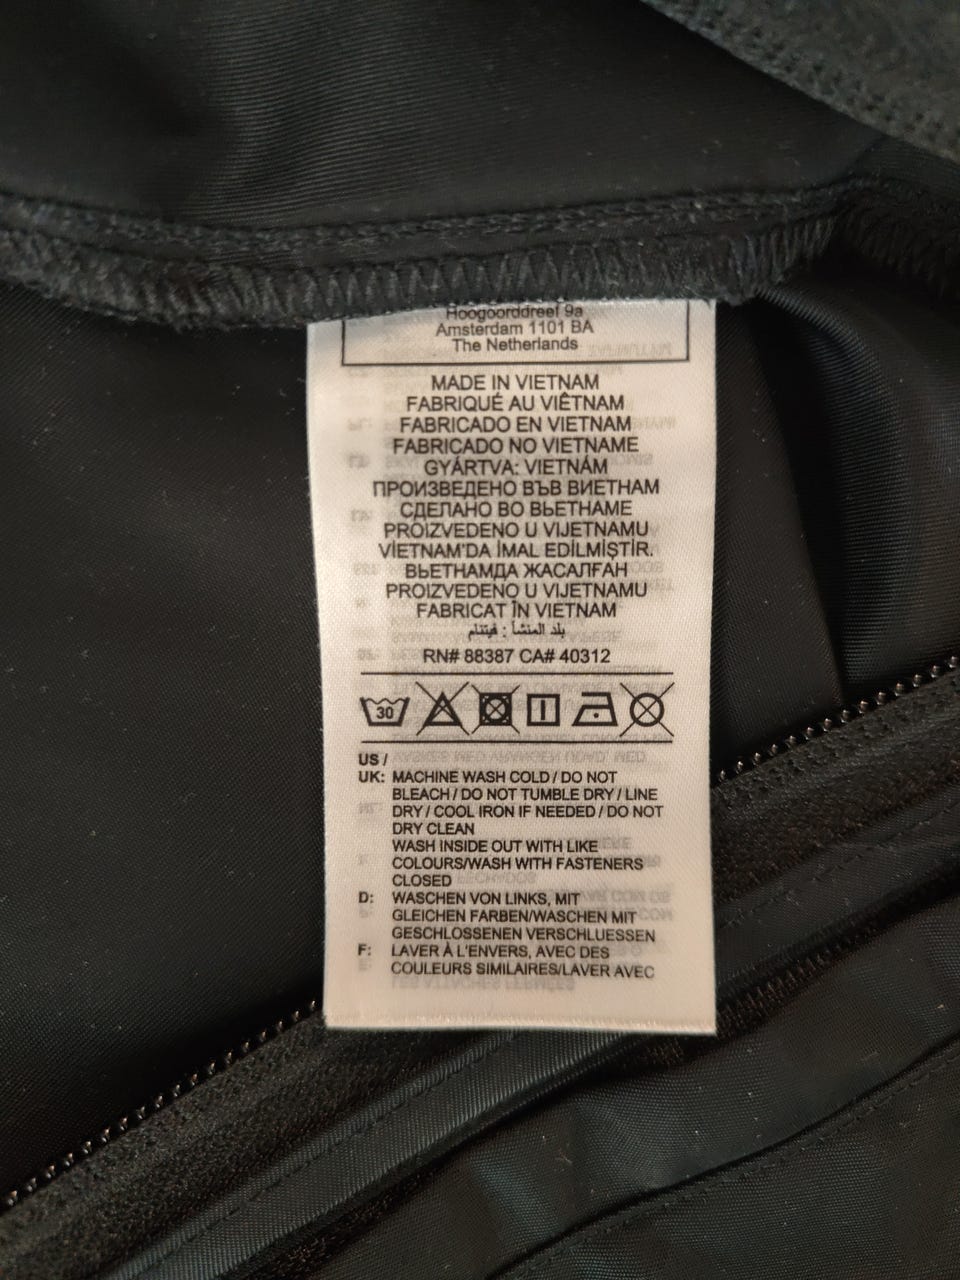 Hoogoorddreef 9a
Amsterdam 1101 BA
The Netherlands
MADE IN VIETNAM
FABRIQUÉ AU VIÊTNAM
FABRICADO EN VIETNAM
FABRICADO NO VIETNAME
GYÁRTVA: VIETNÁM
ПРОИЗВЕДЕНО ВЪВ ВИЕТНАМ
СДЕЛАНО ВО ВЬЕТНАМЕ
PROIZVEDENO U VIJETNAMU
VİETNAM'DA İMAL EDİLMİŞTİR.
ВЬЕТНАМДА ЖАСАЛҒАН
PROIZVEDENO U VIJETNAMU
FABRICAT ÎN VIETNAM
بلد المنشأ : فيتنام
RN# 88387 CA# 40312
30
US /
UK: MACHINE WASH COLD / DO NOT
BLEACH / DO NOT TUMBLE DRY / LINE
DRY / COOL IRON IF NEEDED / DO NOT
DRY CLEAN
WASH INSIDE OUT WITH LIKE
COLOURS/WASH WITH FASTENERS
CLOSED
D: WASCHEN VON LINKS, MIT
GLEICHEN FARBEN/WASCHEN MIT
GESCHLOSSENEN VERSCHLUESSEN
F: LAVER À L'ENVERS, AVEC DES
COULEURS SIMILAIRES/LAVER AVEC